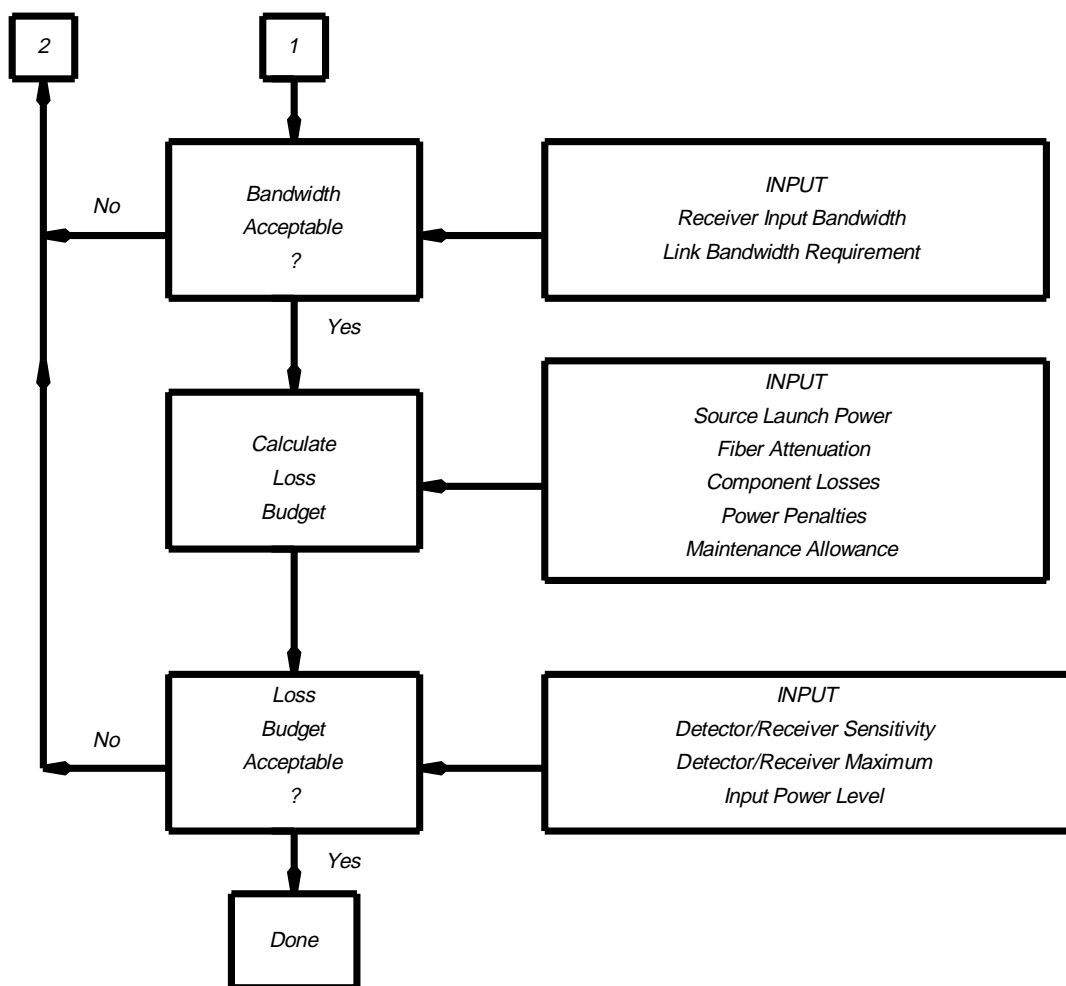 2
1
Bandwidth
Acceptable
?
No
Yes
INPUT
Receiver Input Bandwidth
Link Bandwidth Requirement
Calculate
Loss
Budget
INPUT
Source Launch Power
Fiber Attenuation
Component Losses
Power Penalties
Maintenance Allowance
Loss
Budget
Acceptable
?
No
Yes
INPUT
Detector/Receiver Sensitivity
Detector/Receiver Maximum
Input Power Level
Done